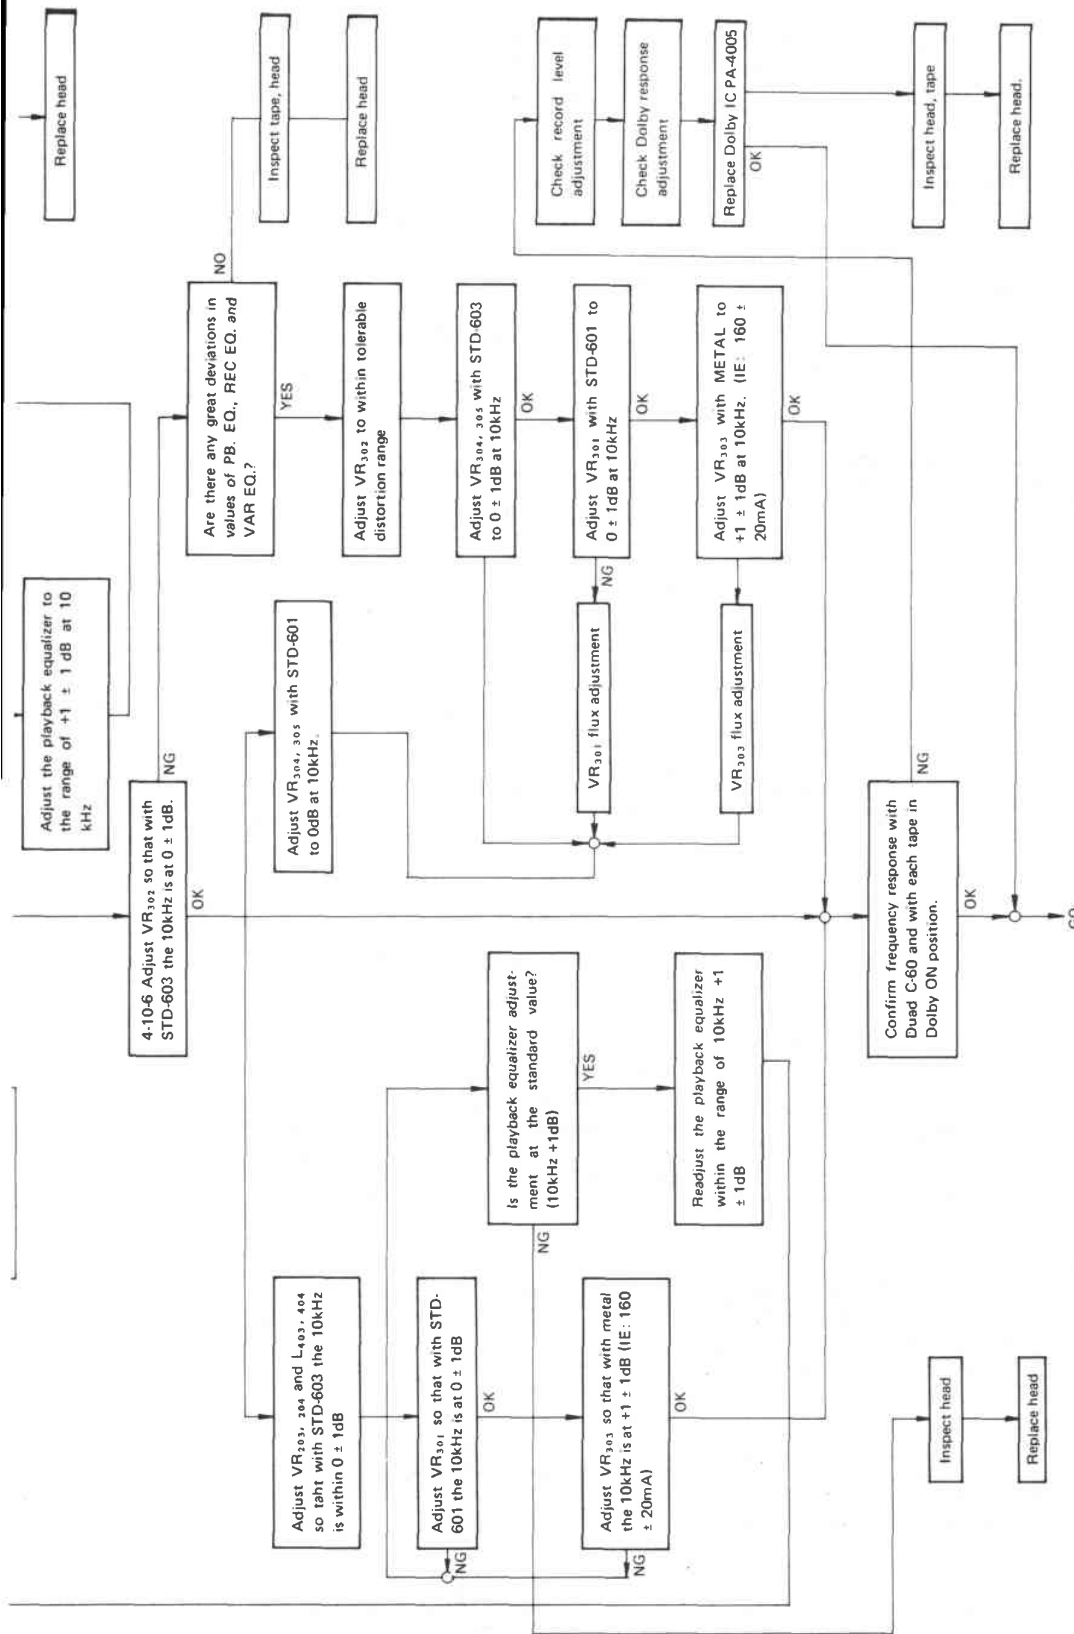 Replace head
Adjust the playback equalizer to
the range of +1 ± 1 dB at 10
kHz
4-10-6 Adjust VR302 so that with
STD-603 the 10kHz is at 0 ± 1dB.
NG
OK
Are there any great deviations in
values of PB. EQ., REC EQ. and
VAR EQ.?
NO
YES
Inspect tape, head
Replace head
Adjust VR302 to within tolerable
distortion range
Adjust VR304, 305 with STD-603
to 0 ± 1dB at 10kHz
OK
Adjust VR301 with STD-601 to
0 ± 1dB at 10kHz
NG
OK
Adjust VR303 with METAL to
+1 ± 1dB at 10kHz. (IE: 160 ±
20mA)
OK
Adjust VR304, 305 with STD-601
to 0dB at 10kHz.
VR301 flux adjustment
VR303 flux adjustment
Check record level
adjustment
Check Dolby response
adjustment
Replace Dolby IC PA-4005
OK
Inspect head, tape
Replace head.
Adjust VR203, 204 and L403, 404
so taht with STD-603 the 10kHz
is within 0 ± 1dB
Adjust VR301 so that with STD-
601 the 10kHz is at 0 ± 1dB
NG
OK
Adjust VR303 so that with metal
the 10kHz is at +1 ± 1dB (IE: 160
± 20mA)
NG
OK
Is the playback equalizer adjust-
ment at the standard value?
(10kHz +1dB)
NG
YES
Readjust the playback equalizer
within the range of 10kHz +1
± 1dB
Inspect head
Replace head
Confirm frequency response with
Duad C-60 and with each tape in
Dolby ON position.
NG
OK